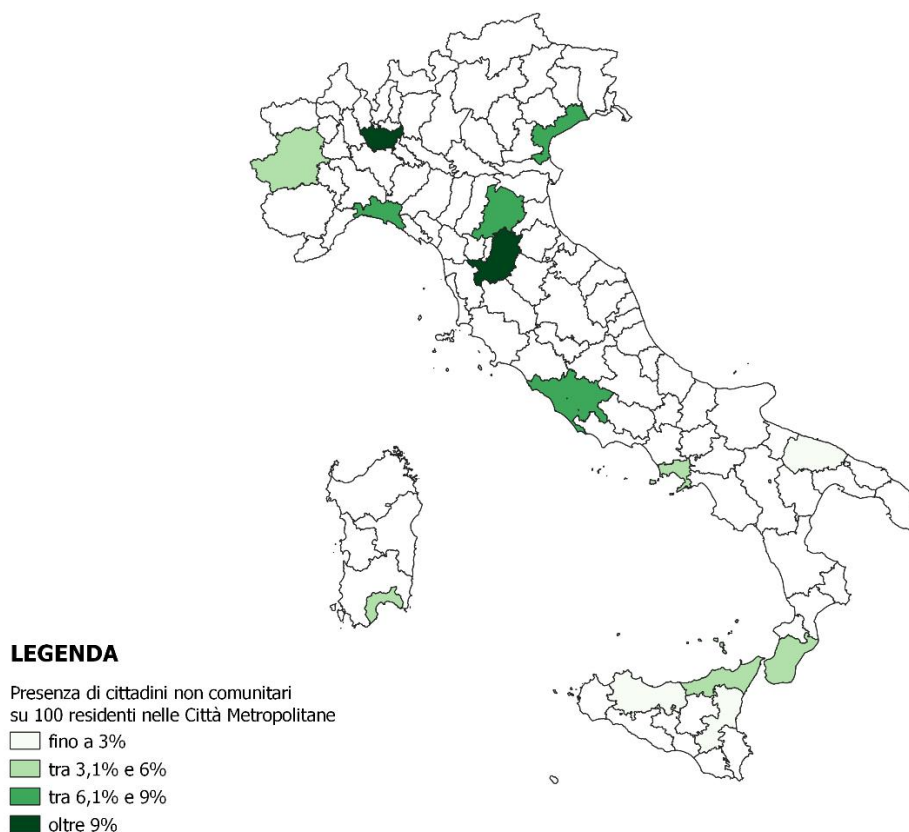 LEGENDA
Presenza di cittadini non comunitari
su 100 residenti nelle Città Metropolitane
fino a 3%
tra 3,1% e 6%
tra 6,1% e 9%
oltre 9%